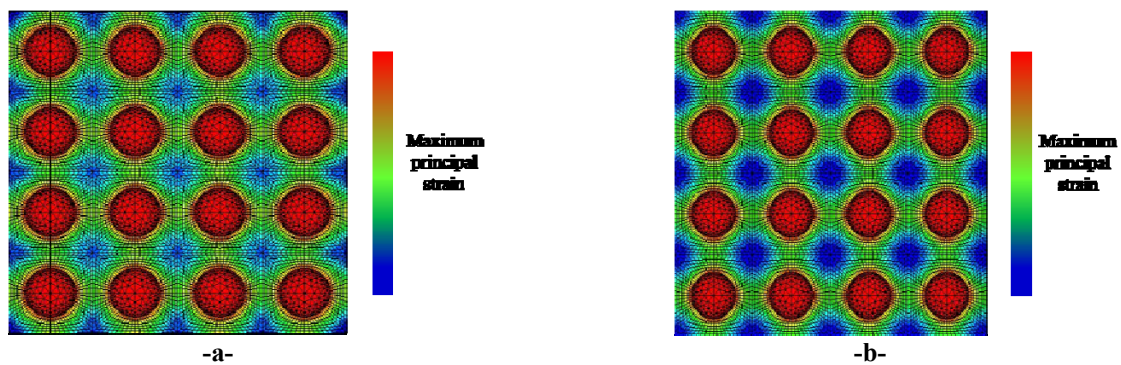 Maximum
principal
strain
-a-
Maximum
principal
strain
-b-